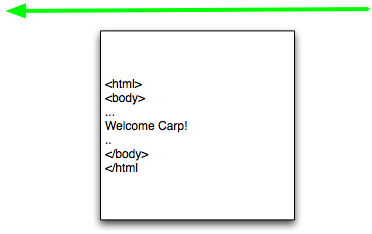 <html>
<body>
...
Welcome Carp!
..
</body>
</html